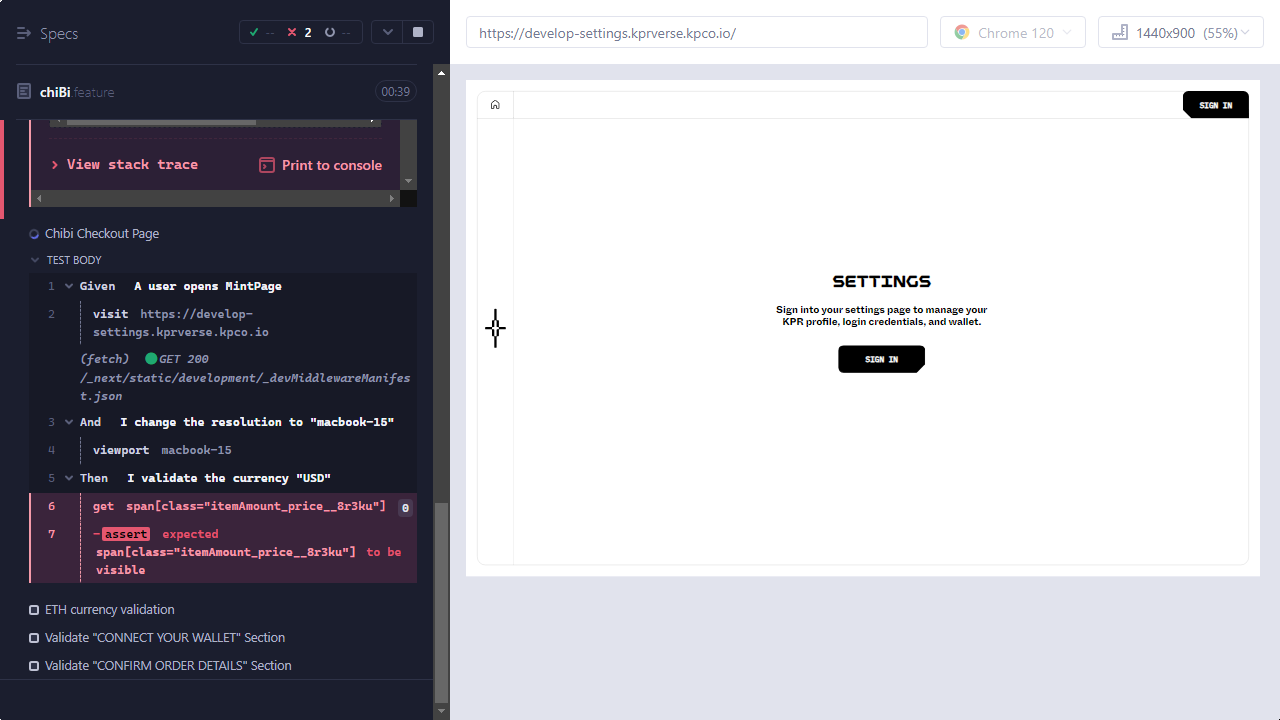 Specs
-- 2 --
https://develop-settings.kprverse.kpco.io/
Chrome 120
1440x900 (55%)
chiBi.feature
00:39
View stack trace
Print to console
Chibi Checkout Page
TEST BODY
1 Given A user opens MintPage
2 visit https://develop-
settings.kprverse.kpco.io
(fetch) GET 200
/_next/static/development/_devMiddlewareManifes
t.json
3 And I change the resolution to "macbook-15"
4 viewport macbook-15
5 Then I validate the currency "USD"
6 get span[class="itemAmount_price__8r3ku"] 0
7 -assert expected
span[class="itemAmount_price__8r3ku"] to be
visible
ETH currency validation
Validate "CONNECT YOUR WALLET" Section
Validate "CONFIRM ORDER DETAILS" Section
SIGN IN
SETTINGS
Sign into your settings page to manage your
KPR profile, login credentials, and wallet.
SIGN IN